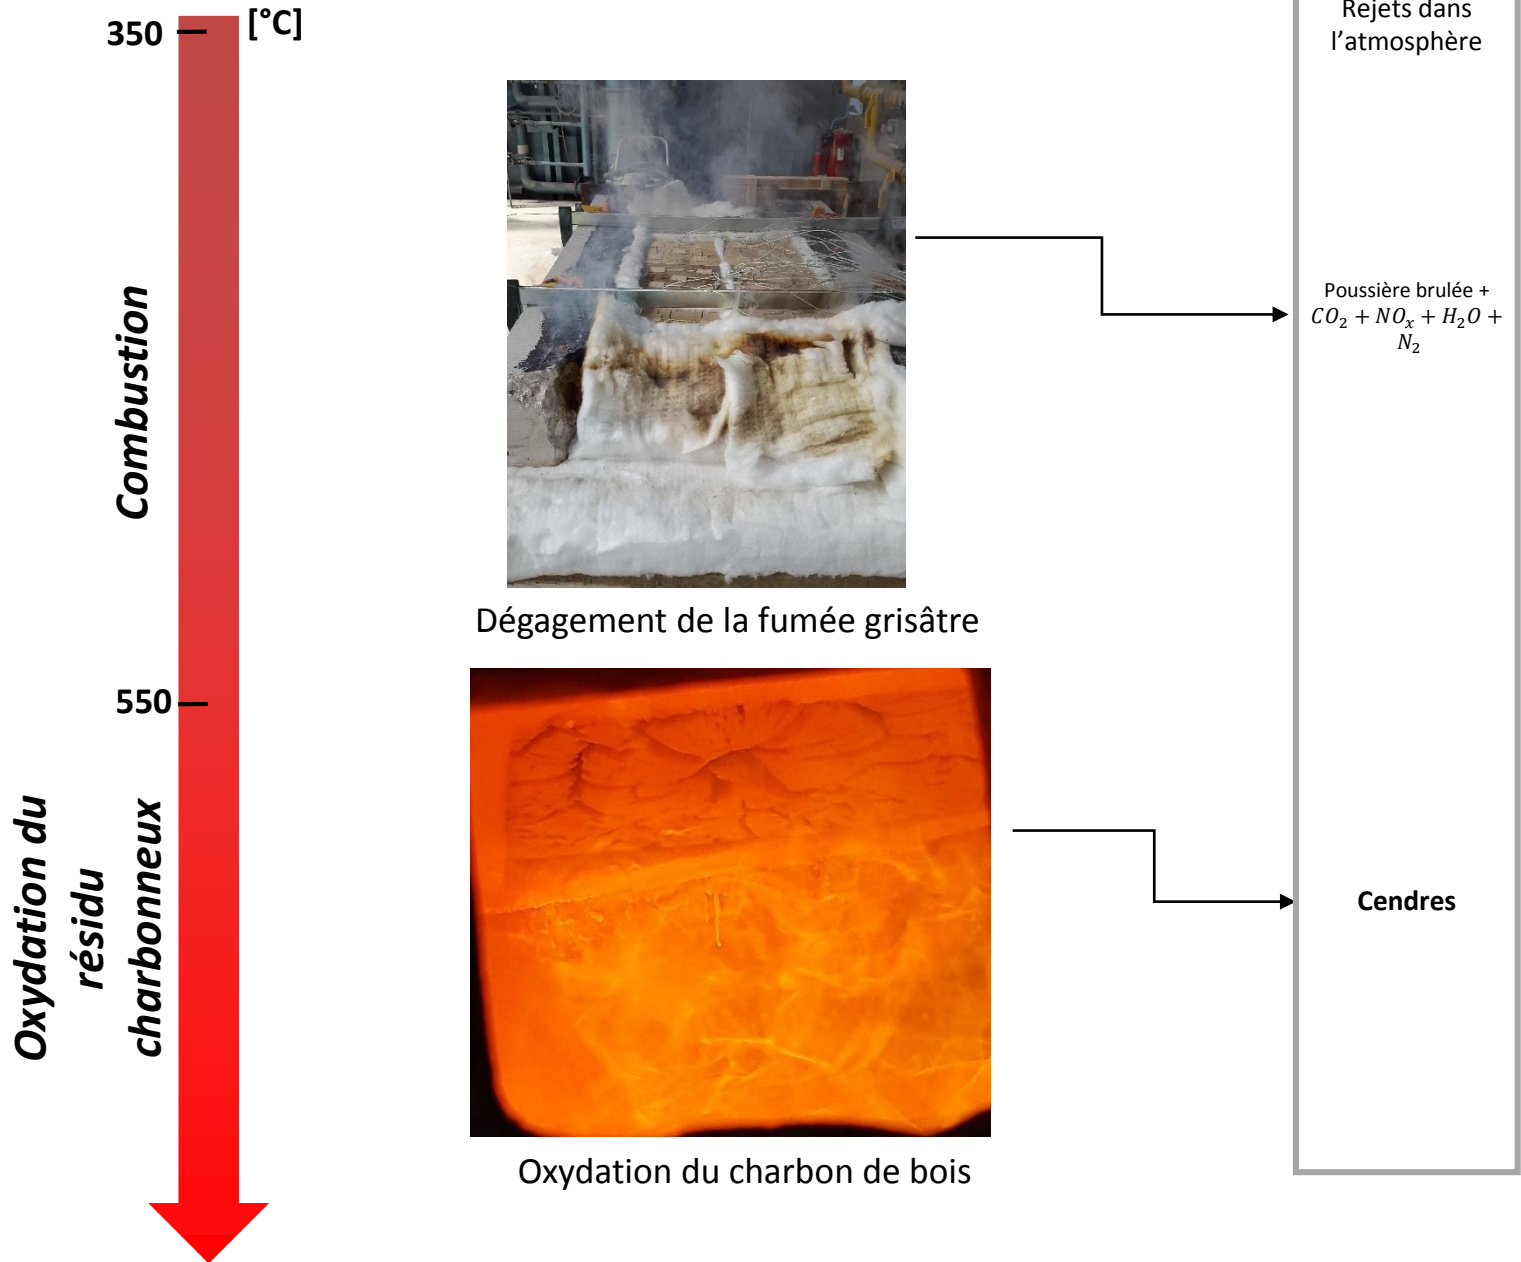 350
[°C]
Rejets dans
l’atmosphère
Combustion
Poussière brulée +
CO₂ + NOₓ + H₂O +
N₂
Dégagement de la fumée grisâtre
550
Oxydation du
résidu
charbonneux
Cendres
Oxydation du charbon de bois